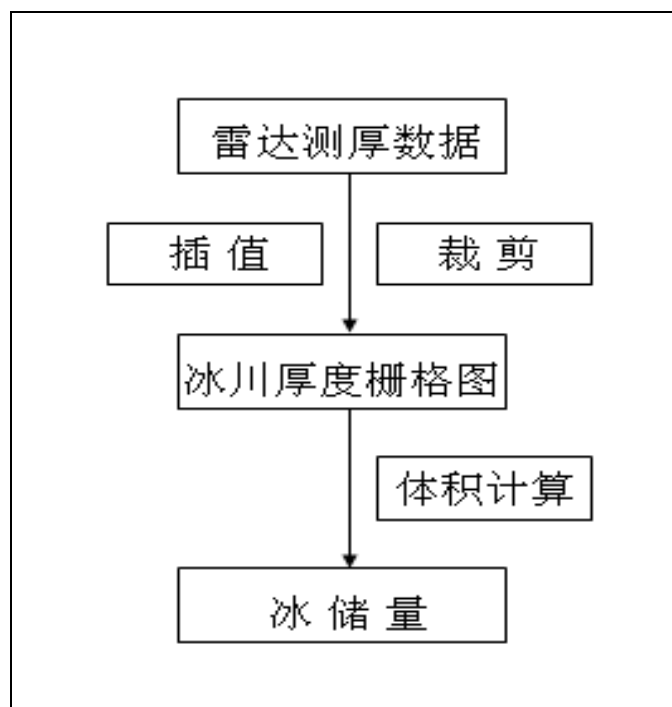 雷达测厚数据
插 值
裁 剪
冰川厚度栅格图
体积计算
冰 储 量